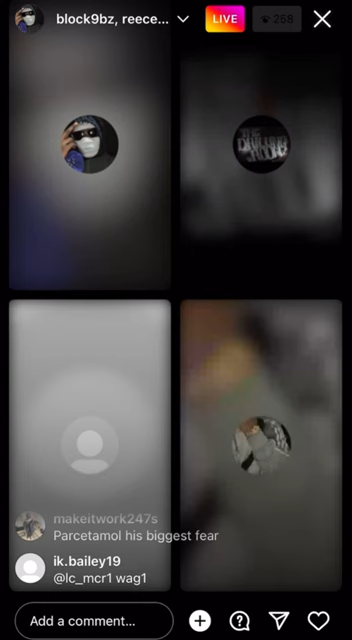 block9bz, reece...
LIVE
258
makeitwork247s
Parcetamol his biggest fear
ik.bailey19
@lc_mcr1 wag1
Add a comment...